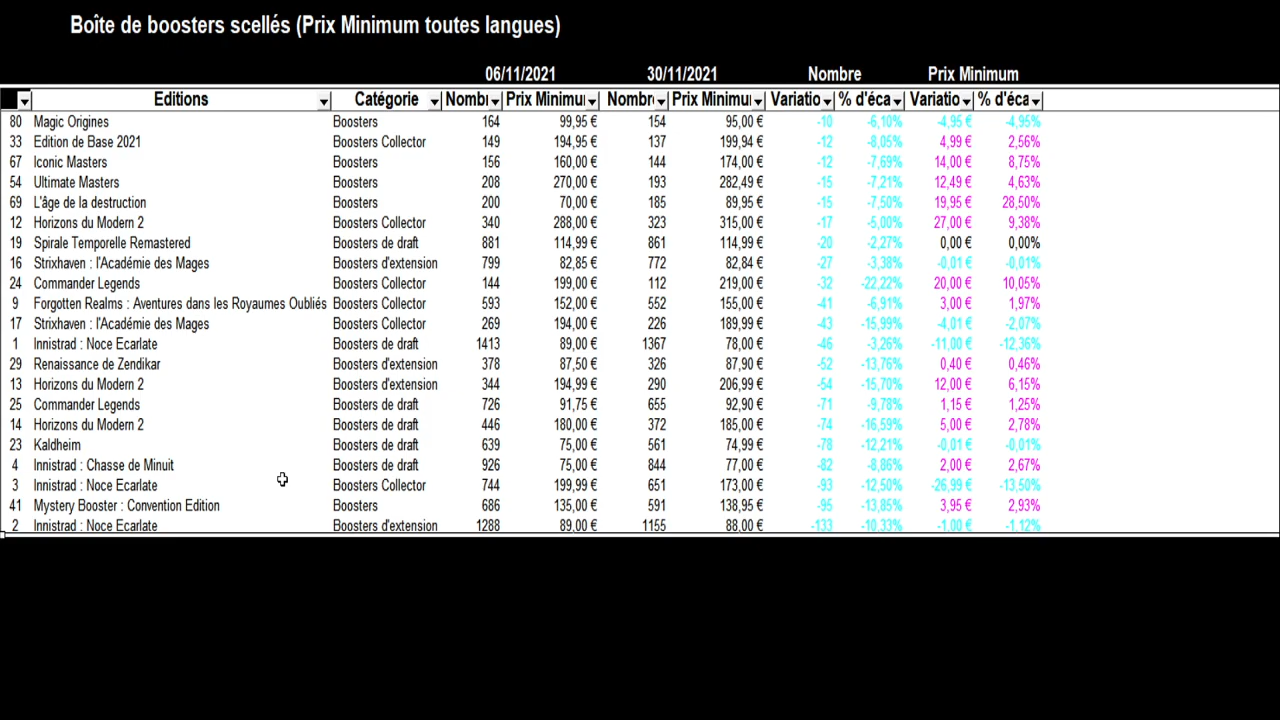 Boîte de boosters scellés (Prix Minimum toutes langues)
06/11/2021 30/11/2021 Nombre Prix Minimum
Editions Catégorie Nombr Prix Minimu Nombre Prix Minimu Variatio % d'éca Variatio % d'éca
80 Magic Origines Boosters 164 99,95 € 154 95,00 € -10 -6,10% -4,95 € -4,95%
33 Edition de Base 2021 Boosters Collector 149 194,95 € 137 199,94 € -12 -8,05% 4,99 € 2,56%
67 Iconic Masters Boosters 156 160,00 € 144 174,00 € -12 -7,69% 14,00 € 8,75%
54 Ultimate Masters Boosters 208 270,00 € 193 282,49 € -15 -7,21% 12,49 € 4,63%
69 L'âge de la destruction Boosters 200 70,00 € 185 89,95 € -15 -7,50% 19,95 € 28,50%
12 Horizons du Modern 2 Boosters Collector 340 288,00 € 323 315,00 € -17 -5,00% 27,00 € 9,38%
19 Spirale Temporelle Remastered Boosters de draft 881 114,99 € 861 114,99 € -20 -2,27% 0,00 € 0,00%
16 Strixhaven : l'Académie des Mages Boosters d'extension 799 82,85 € 772 82,84 € -27 -3,38% -0,01 € -0,01%
24 Commander Legends Boosters Collector 144 199,00 € 112 219,00 € -32 -22,22% 20,00 € 10,05%
9 Forgotten Realms : Aventures dans les Royaumes Oubliés Boosters Collector 593 152,00 € 552 155,00 € -41 -6,91% 3,00 € 1,97%
17 Strixhaven : l'Académie des Mages Boosters Collector 269 194,00 € 226 189,99 € -43 -15,99% -4,01 € -2,07%
1 Innistrad : Noce Ecarlate Boosters de draft 1413 89,00 € 1367 78,00 € -46 -3,26% -11,00 € -12,36%
29 Renaissance de Zendikar Boosters d'extension 378 87,50 € 326 87,90 € -52 -13,76% 0,40 € 0,46%
13 Horizons du Modern 2 Boosters d'extension 344 194,99 € 290 206,99 € -54 -15,70% 12,00 € 6,15%
25 Commander Legends Boosters de draft 726 91,75 € 655 92,90 € -71 -9,78% 1,15 € 1,25%
14 Horizons du Modern 2 Boosters de draft 446 180,00 € 372 185,00 € -74 -16,59% 5,00 € 2,78%
23 Kaldheim Boosters de draft 639 75,00 € 561 74,99 € -78 -12,21% -0,01 € -0,01%
4 Innistrad : Chasse de Minuit Boosters de draft 926 75,00 € 844 77,00 € -82 -8,86% 2,00 € 2,67%
3 Innistrad : Noce Ecarlate Boosters Collector 744 199,99 € 651 173,00 € -93 -12,50% -26,99 € -13,50%
41 Mystery Booster : Convention Edition Boosters 686 135,00 € 591 138,95 € -95 -13,85% 3,95 € 2,93%
2 Innistrad : Noce Ecarlate Boosters d'extension 1288 89,00 € 1155 88,00 € -133 -10,33% -1,00 € -1,12%